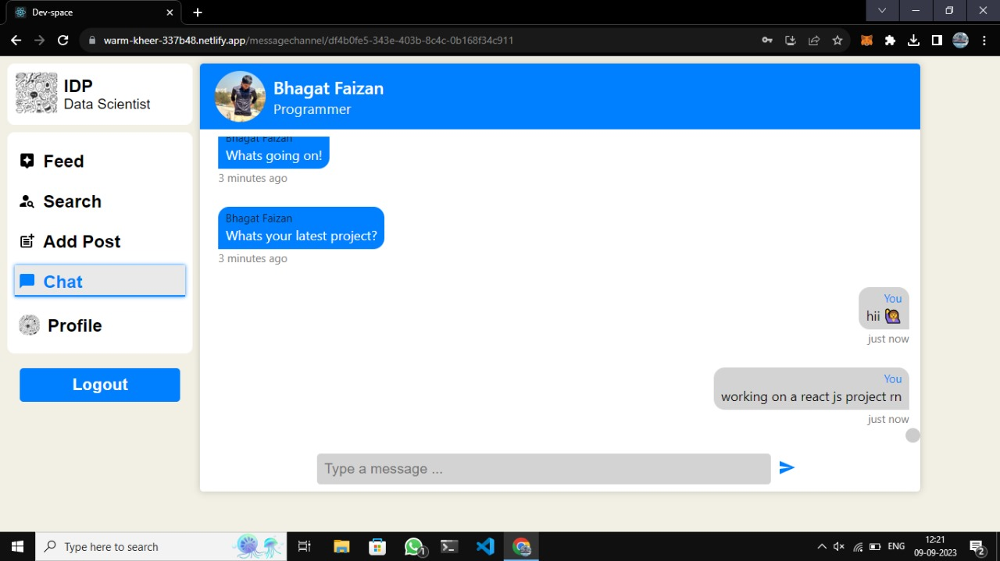 Dev-space
warm-kheer-337b48.netlify.app/messagechannel/df4b0fe5-343e-403b-8c4c-0b168f34c911
IDP
Data Scientist
Feed
Search
Add Post
Chat
Profile
Logout
Bhagat Faizan
Programmer
Bhagat Faizan
Whats going on!
3 minutes ago
Bhagat Faizan
Whats your latest project?
3 minutes ago
You
hii 🙋
just now
You
working on a react js project rn
just now
Type a message ...
Type here to search
1
ENG
12:21
09-09-2023
2